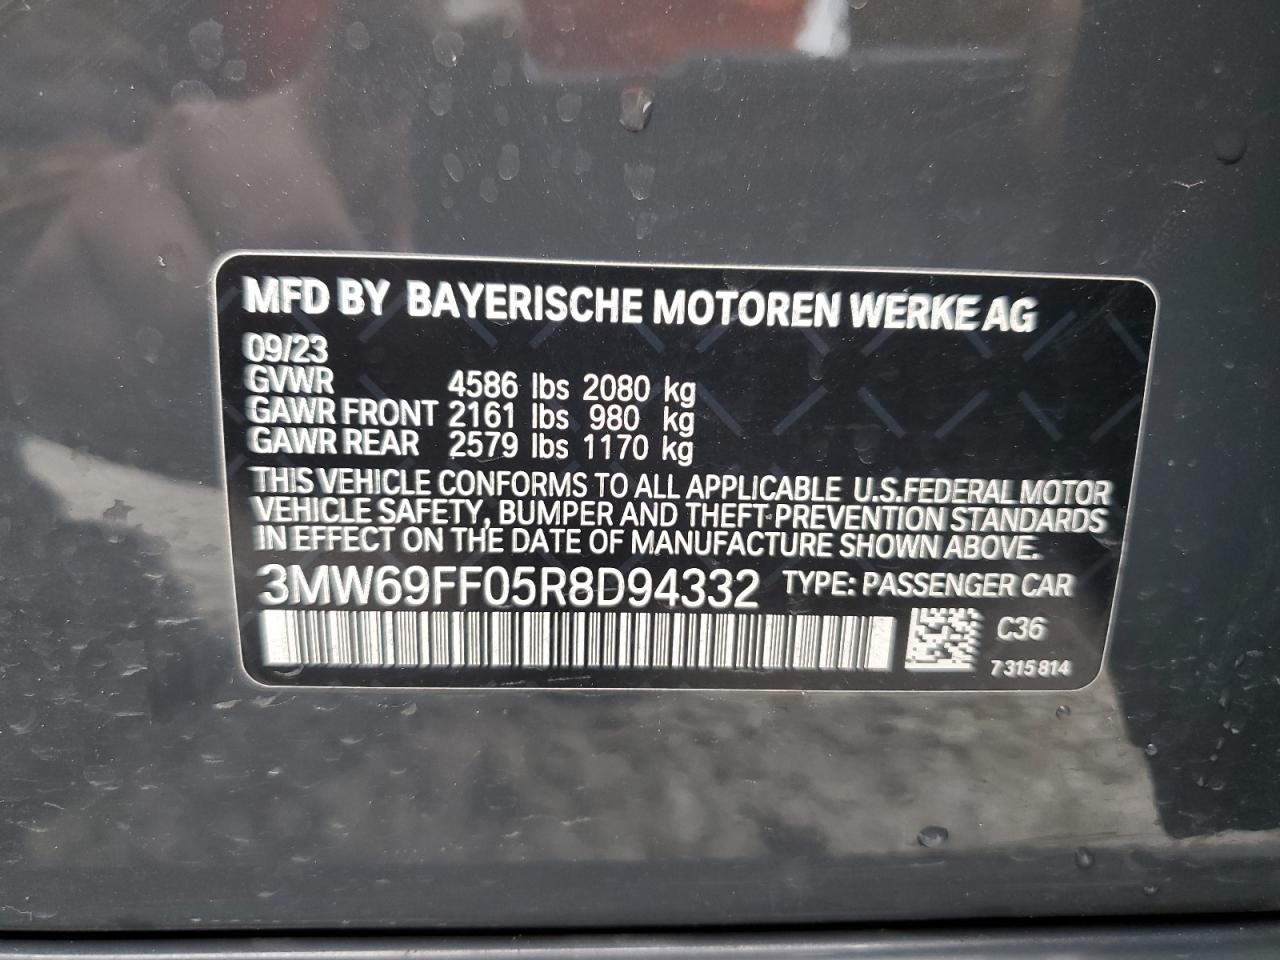 MFD BY BAYERISCHE MOTOREN WERKE AG
09/23
GVWR 4586 lbs 2080 kg
GAWR FRONT 2161 lbs 980 kg
GAWR REAR 2579 lbs 1170 kg
THIS VEHICLE CONFORMS TO ALL APPLICABLE U.S.FEDERAL MOTOR
VEHICLE SAFETY, BUMPER AND THEFT-PREVENTION STANDARDS
IN EFFECT ON THE DATE OF MANUFACTURE SHOWN ABOVE.
3MW69FF05R8D94332 TYPE: PASSENGER CAR
C36
7 315 814